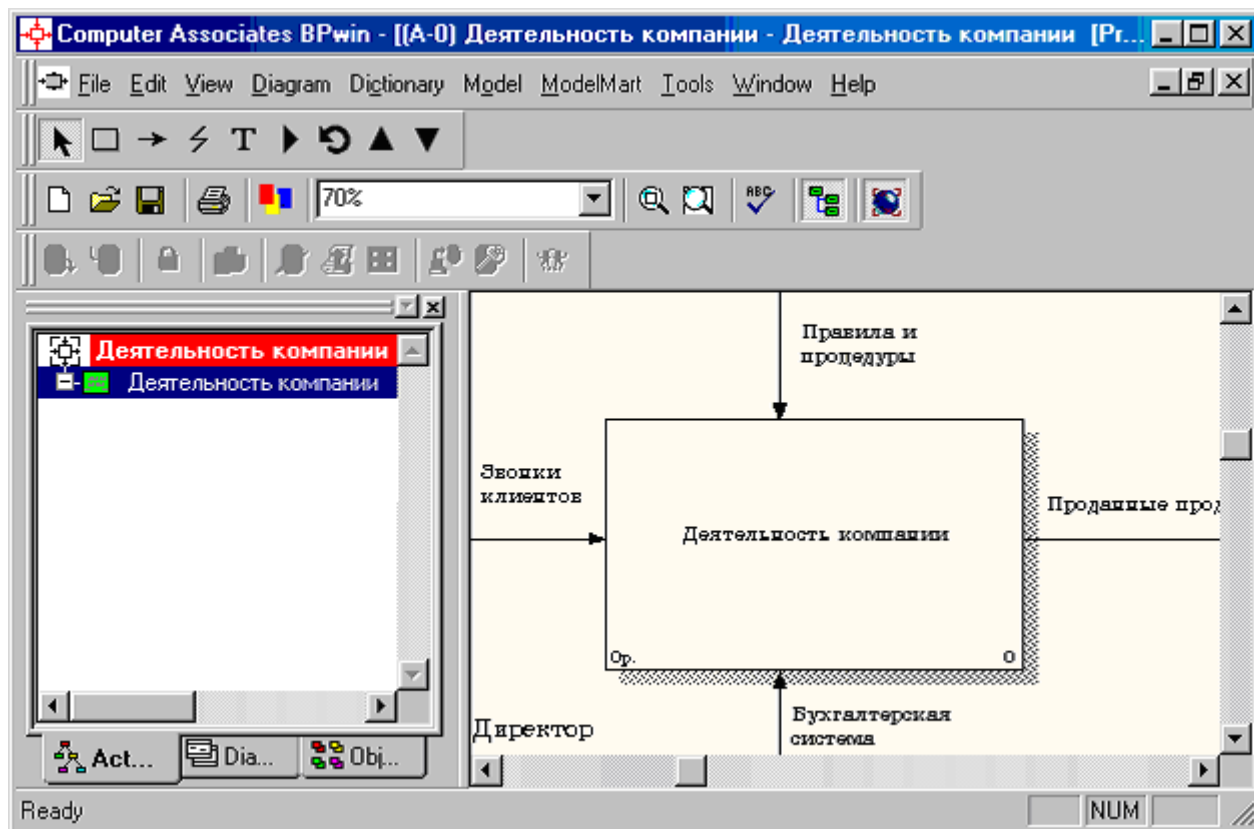 Computer Associates BPwin - [(A-0) Деятельность компании - Деятельность компании [Pr...
File Edit View Diagram Dictionary Model ModelMart Tools Window Help
T
70%
ABC
Деятельность компании
Деятельность компании
Act... Dia... Obj...
Правила и
процедуры
Звонки
клиентов
Деятельность компании
0р. 0
Проданные прод
Бухгалтерская
система
Директор
Ready
NUM